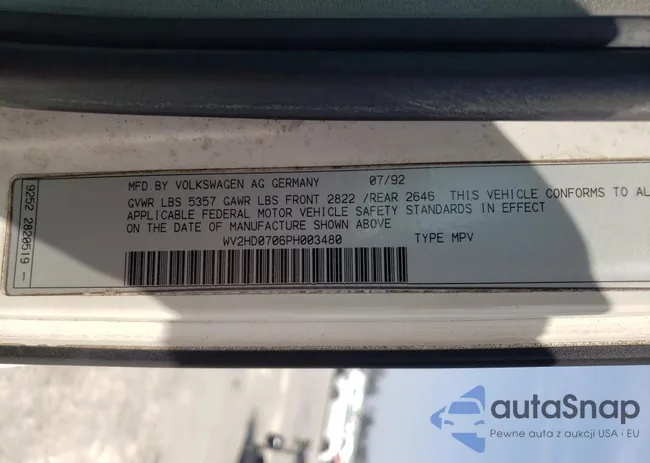 MFD.BY VOLKSWAGEN AG GERMANY 07/92
GVWR LBS 5357 GAWR LBS FRONT 2822 /REAR 2646 THIS VEHICLE CONFORMS TO AL
APPLICABLE FEDERAL MOTOR VEHICLE SAFETY STANDARDS IN EFFECT
ON THE DATE OF MANUFACTURE SHOWN ABOVE
WV2HD0706PH003480 TYPE MPV
9252 2820519 -
autaSnap
Pewne auta z aukcji USA i EU